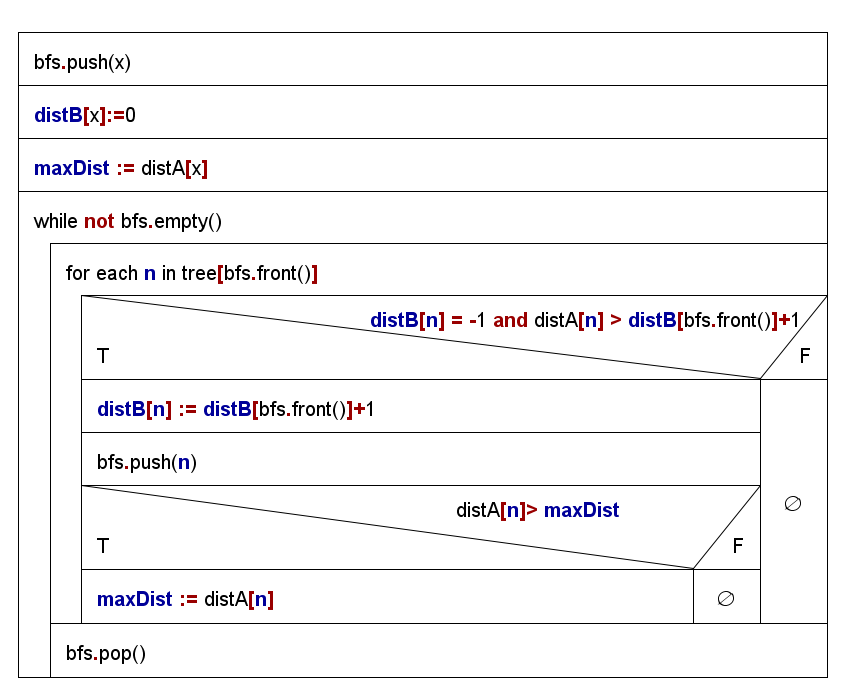 bfs.push(x)
distB[x]:=0
maxDist := distA[x]
while not bfs.empty()
for each n in tree[bfs.front()]
distB[n] = -1 and distA[n] > distB[bfs.front()]+1
T
F
distB[n] := distB[bfs.front()]+1
bfs.push(n)
∅
distA[n]> maxDist
T
F
maxDist := distA[n]
∅
bfs.pop()